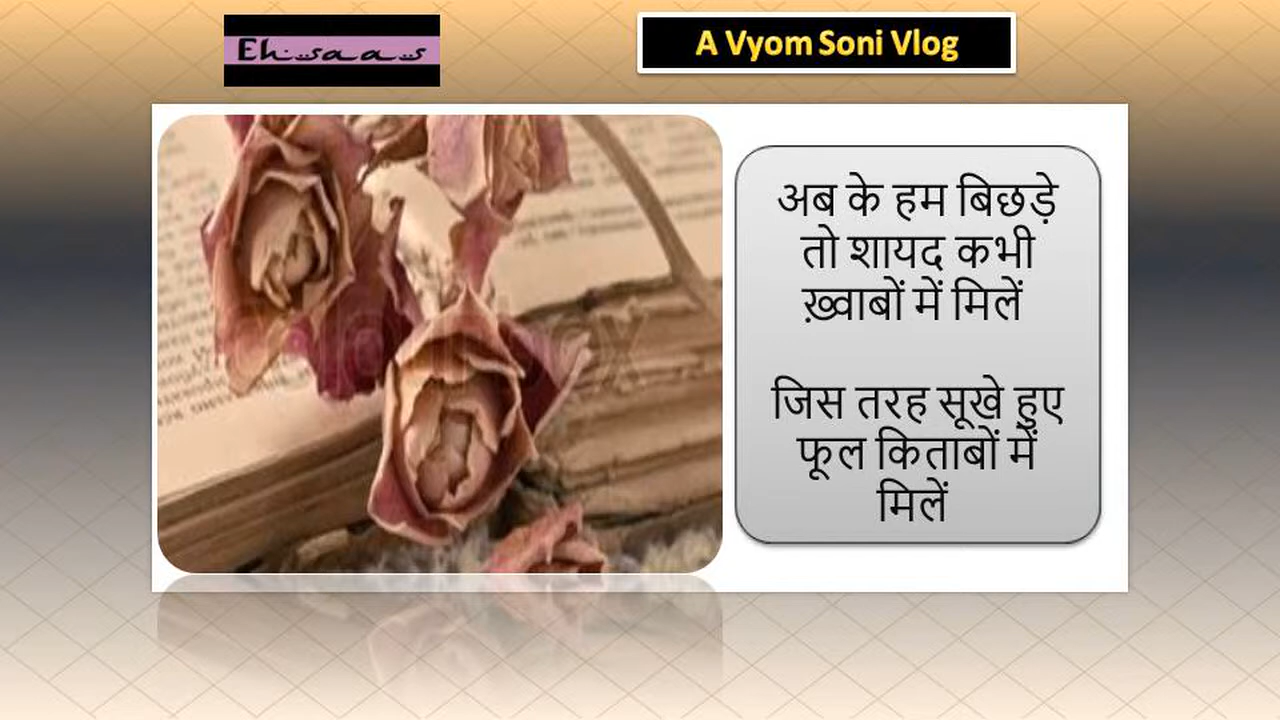 Ehsaas
A Vyom Soni Vlog
अब के हम बिछड़े
तो शायद कभी
ख़्वाबों में मिलें
जिस तरह सूखे हुए
फूल किताबों में
मिलें